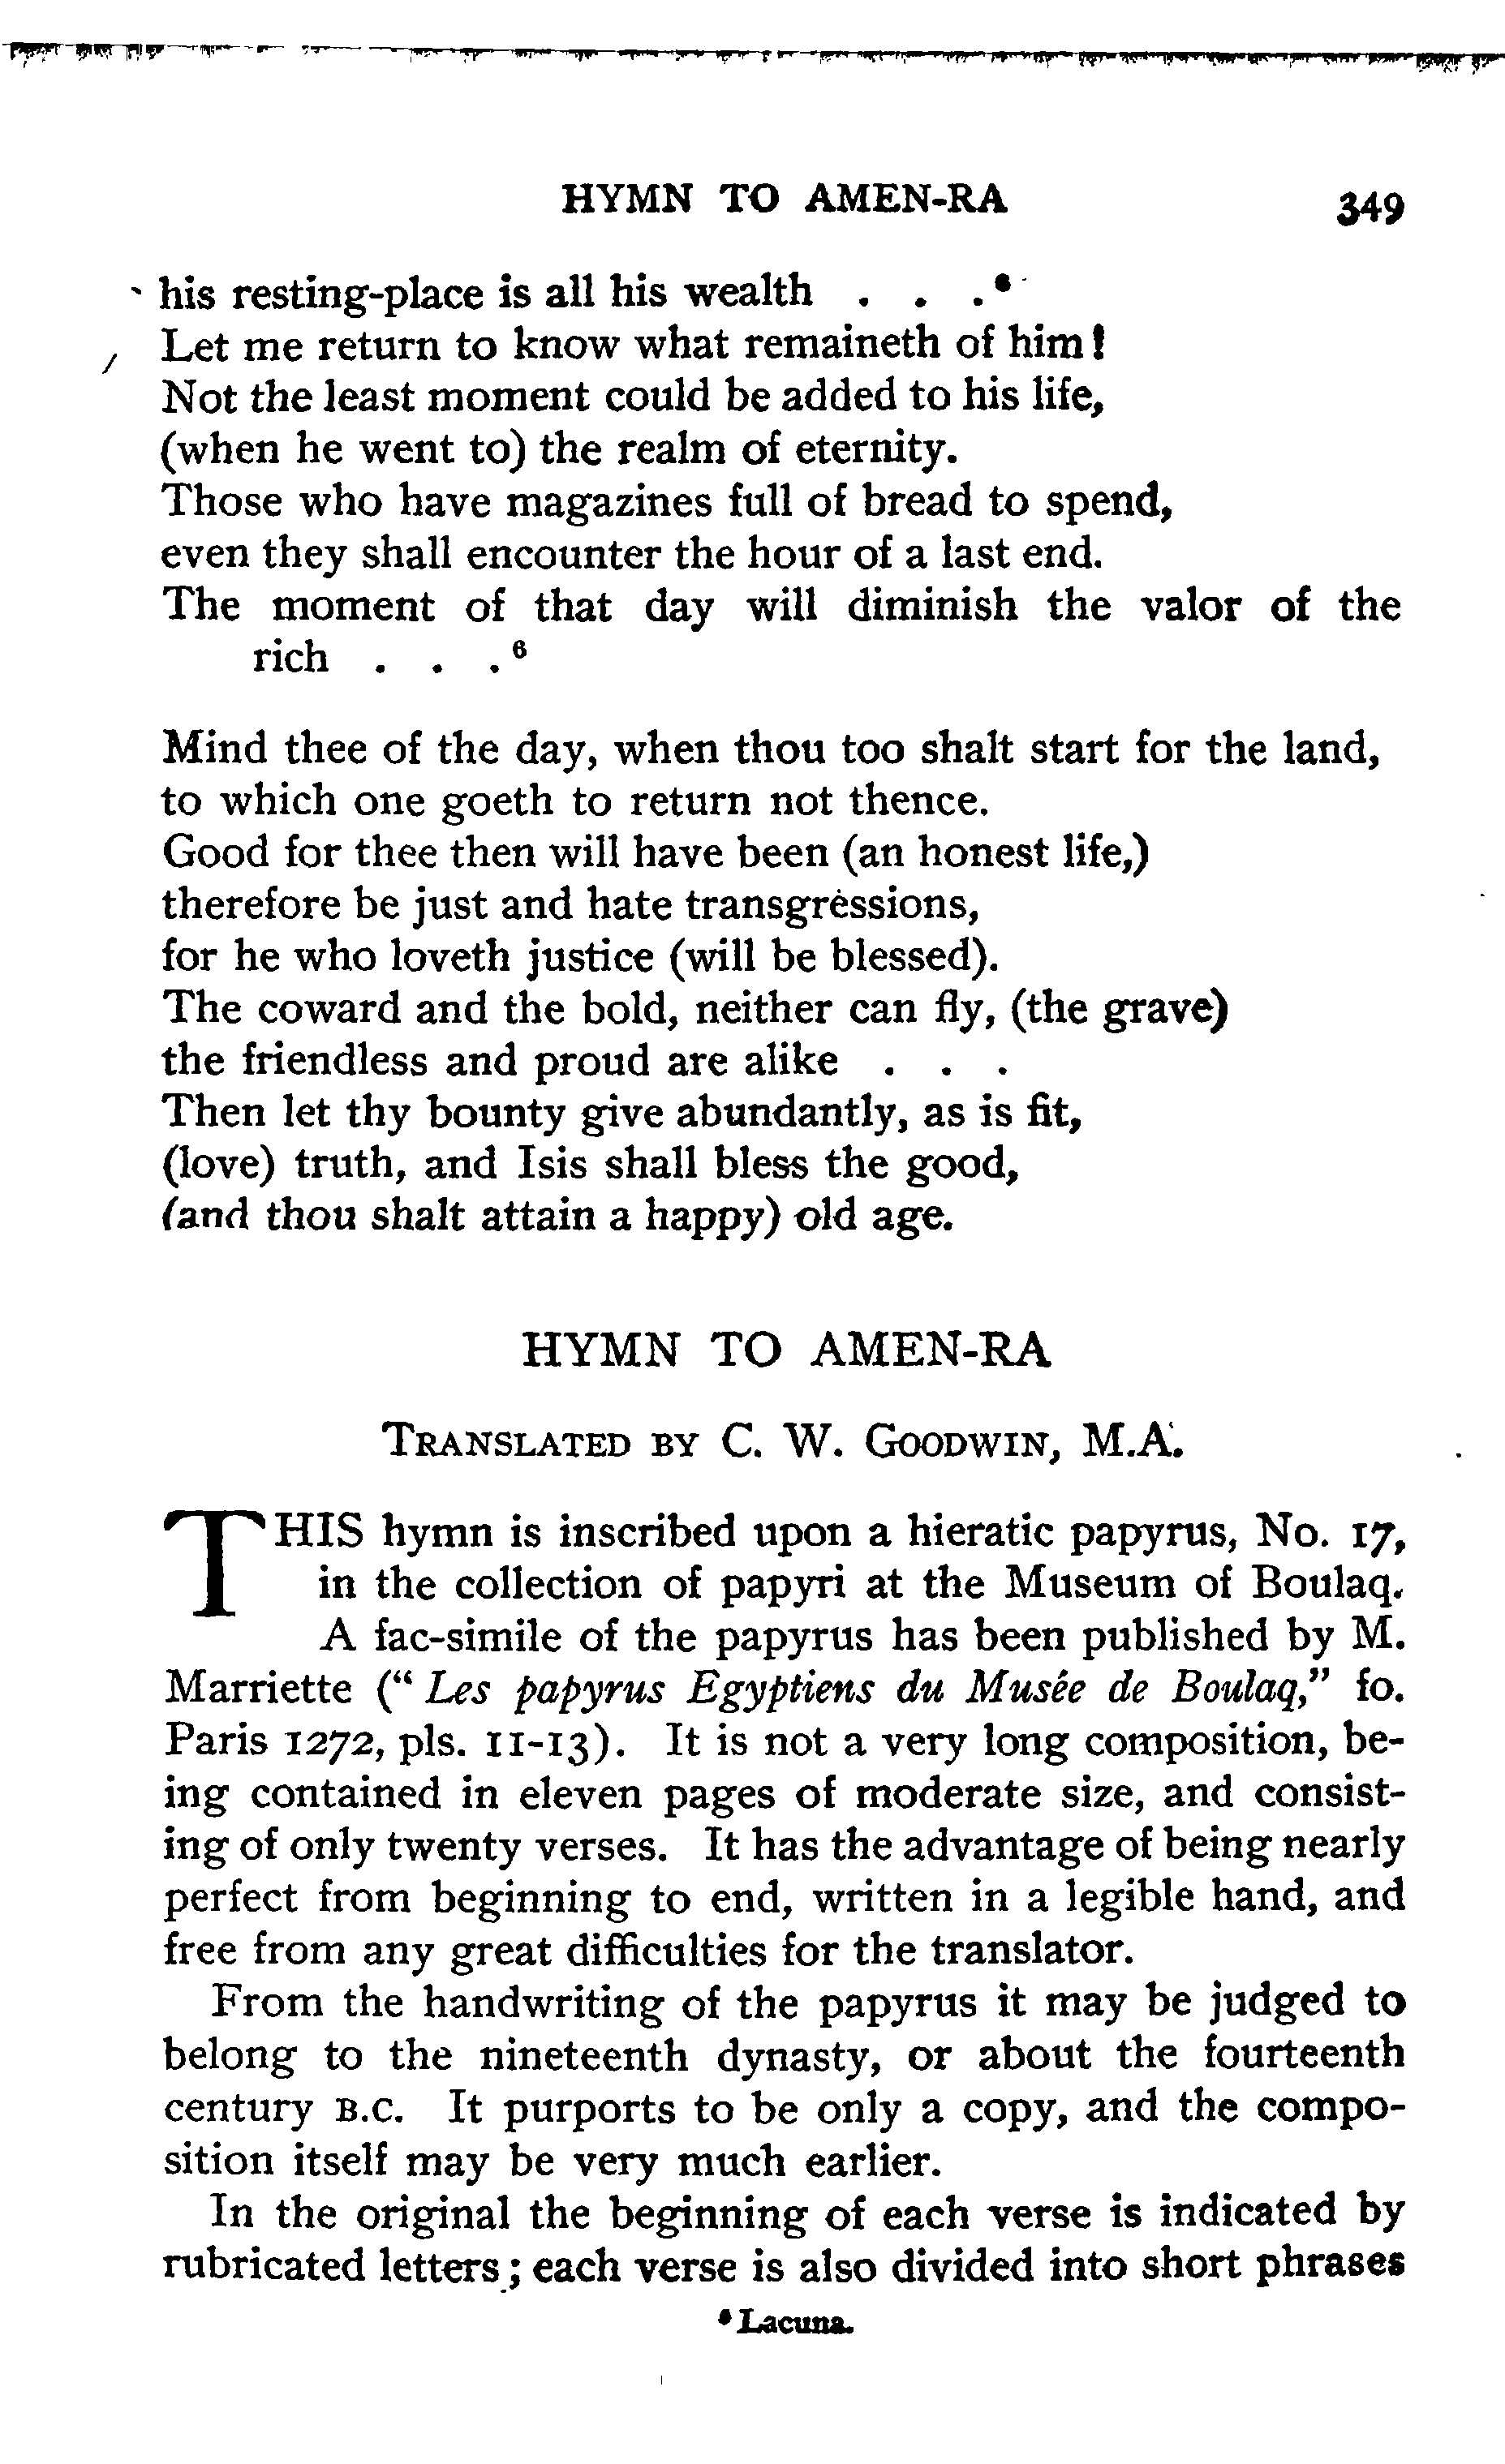 HYMN TO AMEN-RA 349
his resting-place is all his wealth . . . ⁶
Let me return to know what remaineth of him!
Not the least moment could be added to his life,
(when he went to) the realm of eternity.
Those who have magazines full of bread to spend,
even they shall encounter the hour of a last end.
The moment of that day will diminish the valor of the
rich . . . ⁶
Mind thee of the day, when thou too shalt start for the land,
to which one goeth to return not thence.
Good for thee then will have been (an honest life,)
therefore be just and hate transgressions,
for he who loveth justice (will be blessed).
The coward and the bold, neither can fly, (the grave)
the friendless and proud are alike . . .
Then let thy bounty give abundantly, as is fit,
(love) truth, and Isis shall bless the good,
(and thou shalt attain a happy) old age.
HYMN TO AMEN-RA
TRANSLATED BY C. W. GOODWIN, M.A.
THIS hymn is inscribed upon a hieratic papyrus, No. 17,
in the collection of papyri at the Museum of Boulaq.
A fac-simile of the papyrus has been published by M.
Marriette (“Les papyrus Egyptiens du Musée de Boulaq,” fo.
Paris 1272, pls. 11-13). It is not a very long composition, be-
ing contained in eleven pages of moderate size, and consist-
ing of only twenty verses. It has the advantage of being nearly
perfect from beginning to end, written in a legible hand, and
free from any great difficulties for the translator.
From the handwriting of the papyrus it may be judged to
belong to the nineteenth dynasty, or about the fourteenth
century B.C. It purports to be only a copy, and the compo-
sition itself may be very much earlier.
In the original the beginning of each verse is indicated by
rubricated letters; each verse is also divided into short phrases
⁶ Lacuna.